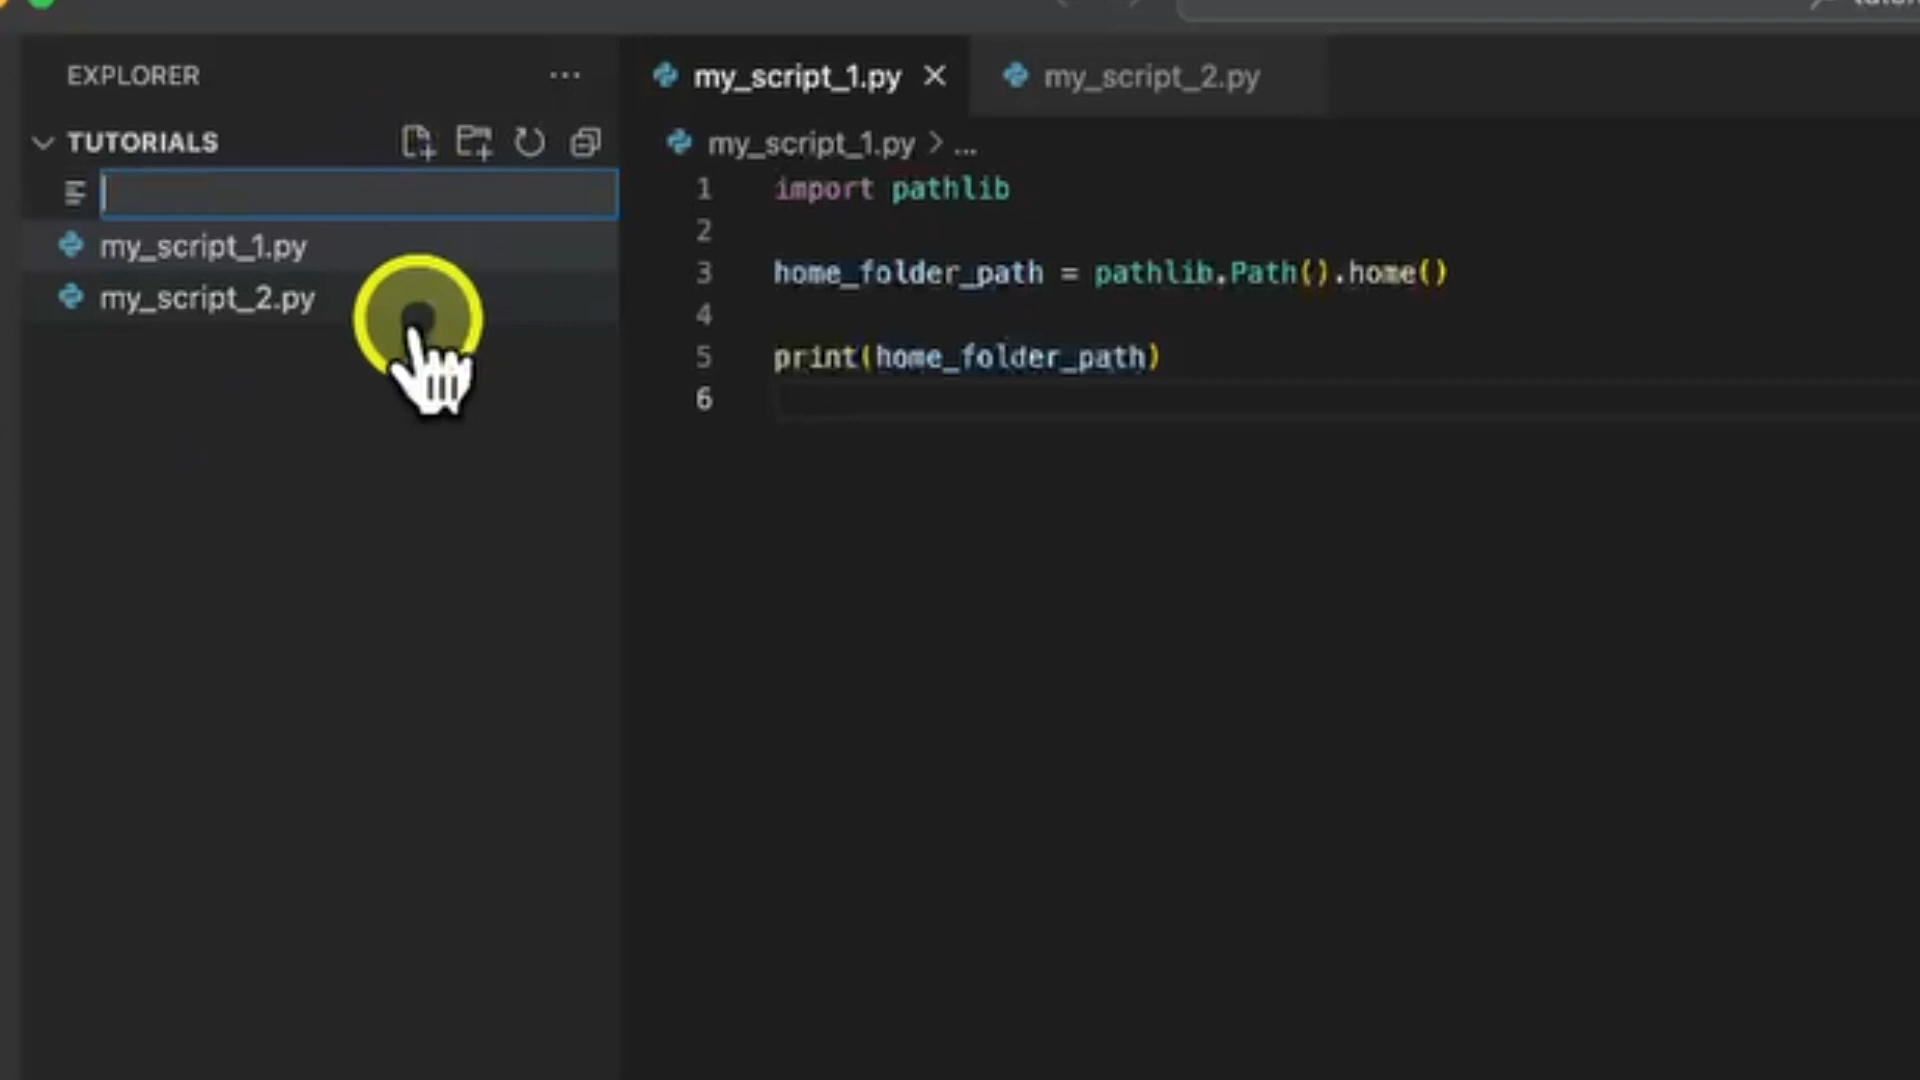 EXPLORER
TUTORIALS
my_script_1.py
my_script_2.py
my_script_1.py
my_script_2.py
my_script_1.py > ...
1 import pathlib
2
3 home_folder_path = pathlib.Path().home()
4
5 print(home_folder_path)
6